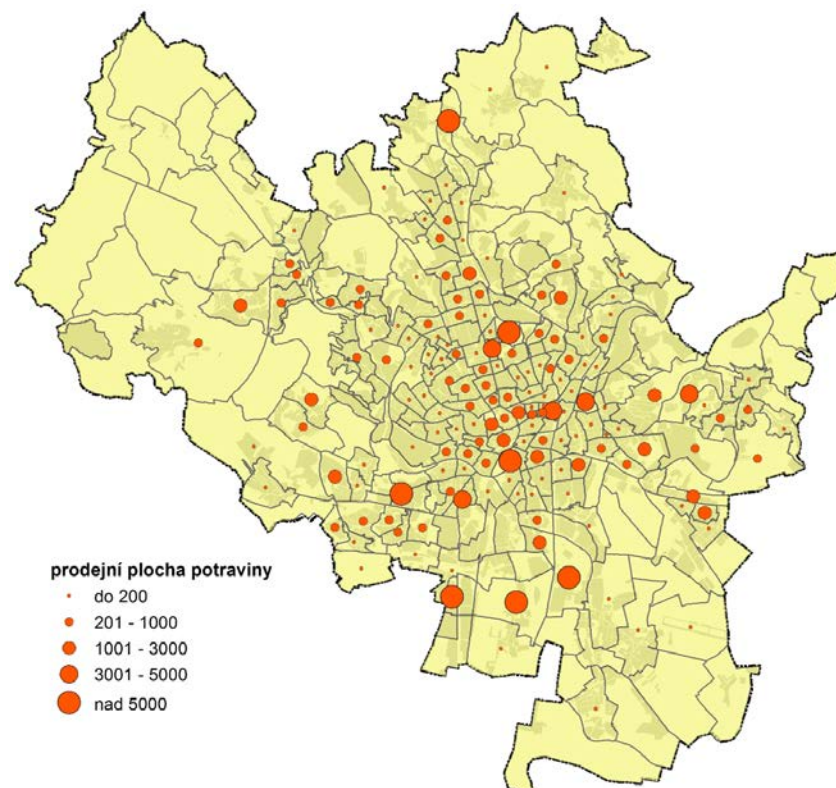 prodejní plocha potraviny
do 200
201 - 1000
1001 - 3000
3001 - 5000
nad 5000